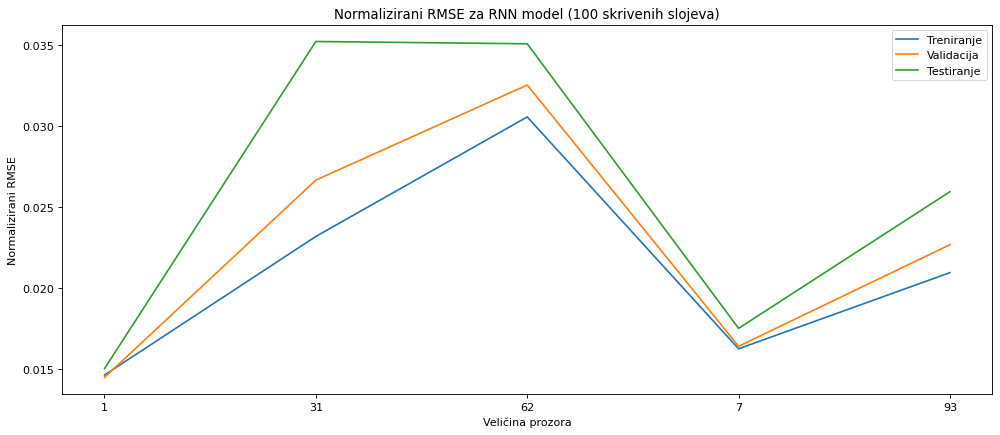 Normalizirani RMSE za RNN model (100 skrivenih slojeva)
Treniranje
Validacija
Testiranje
Normalizirani RMSE
0.035
0.030
0.025
0.020
0.015
1 31 62 7 93
Veličina prozora